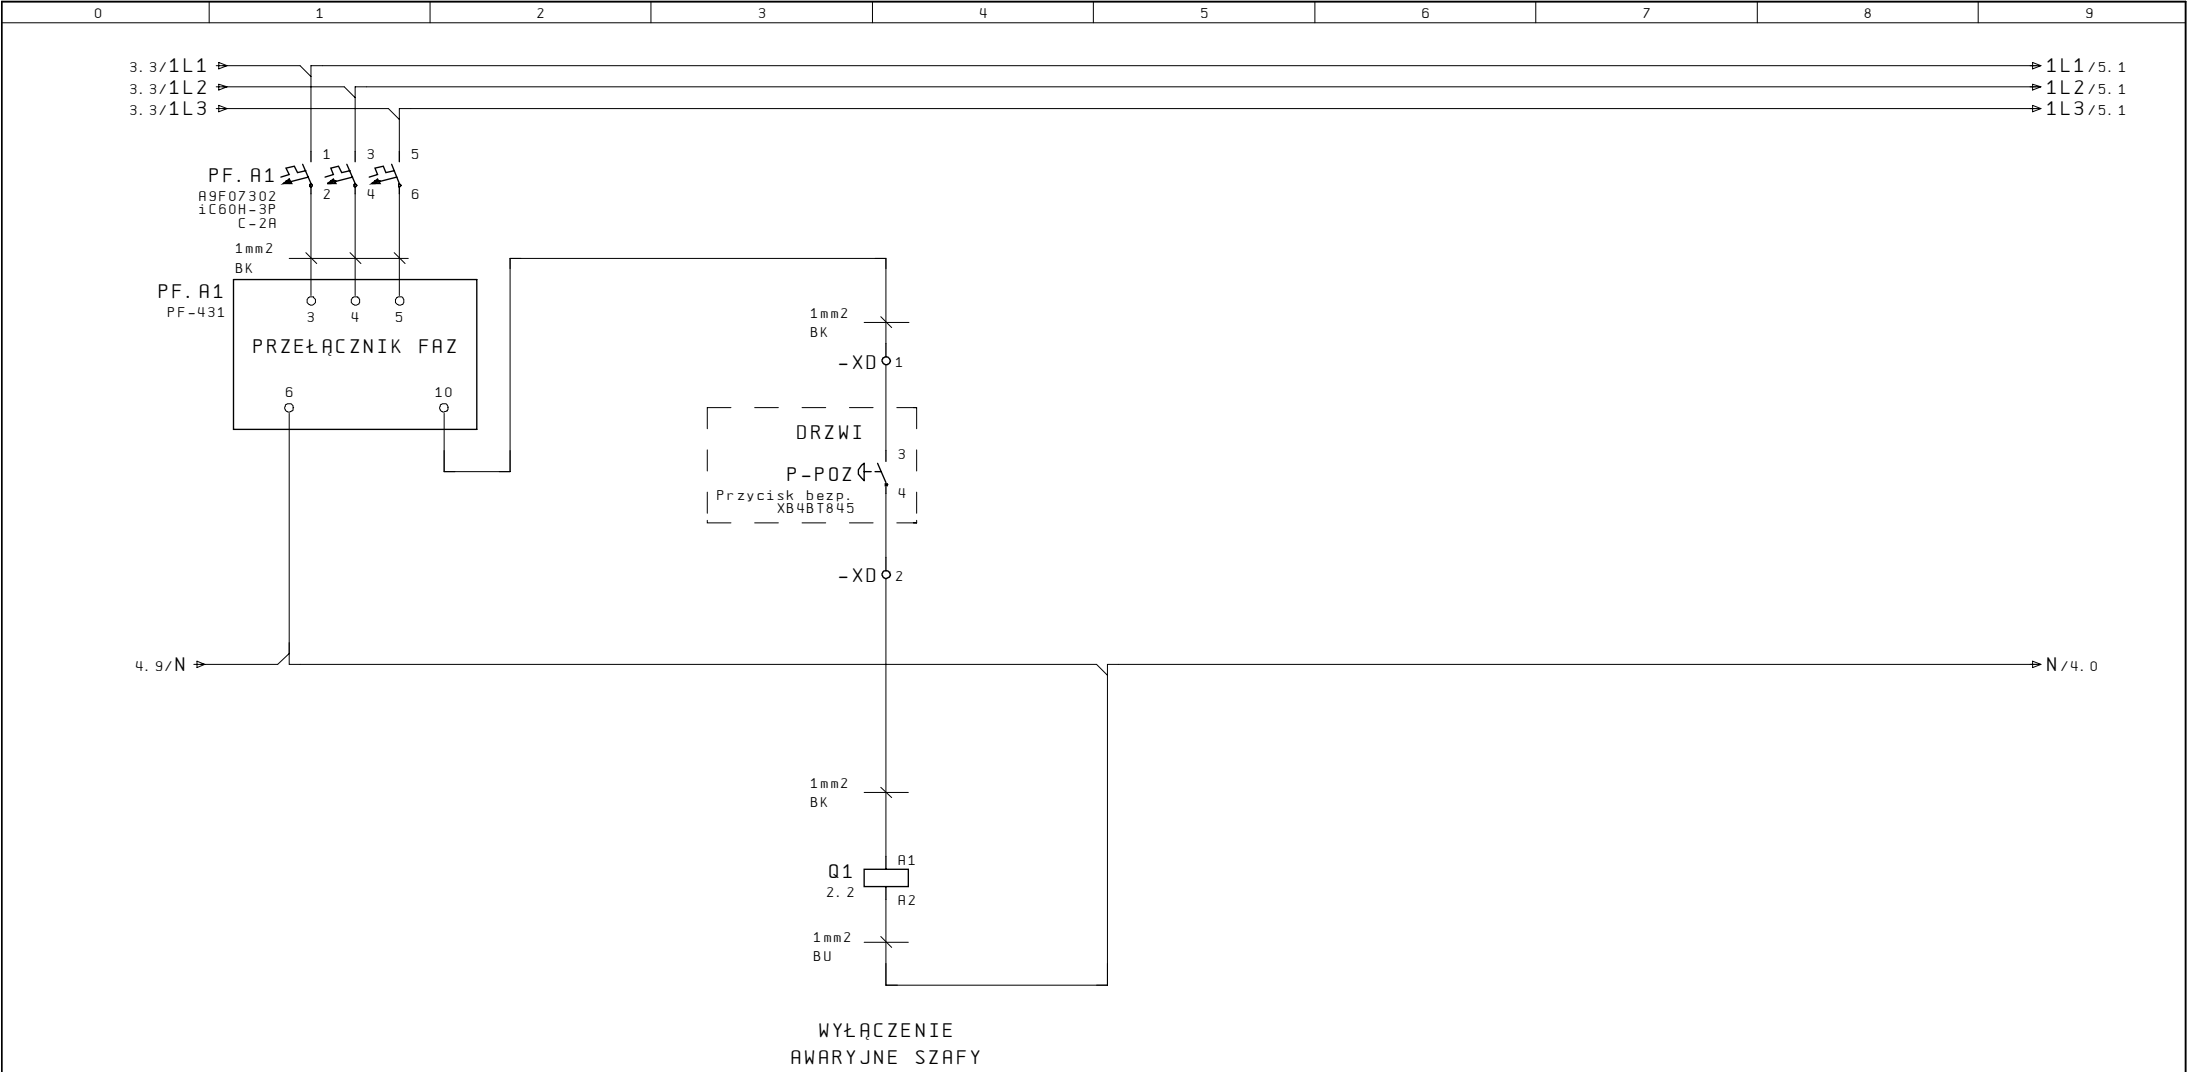 0 1 2 3 4 5 6 7 8 9
3.3/1L1 1L1/5.1
3.3/1L2 1L2/5.1
3.3/1L3 1L3/5.1
1 3 5
PF.A1
2 4 6
A9F07302
iC60H-3P
C-2A
1mm2
BK
PF.A1
PF-431
3 4 5
PRZEŁĄCZNIK FAZ
6 10
1mm2
BK
-XD 1
DRZWI
3
P-POZ
4
Przycisk bezp.
XB4BT845
-XD 2
4.9/N N/4.0
1mm2
BK
A1
Q1
2.2
A2
1mm2
BU
WYŁĄCZENIE
AWARYJNE SZAFY